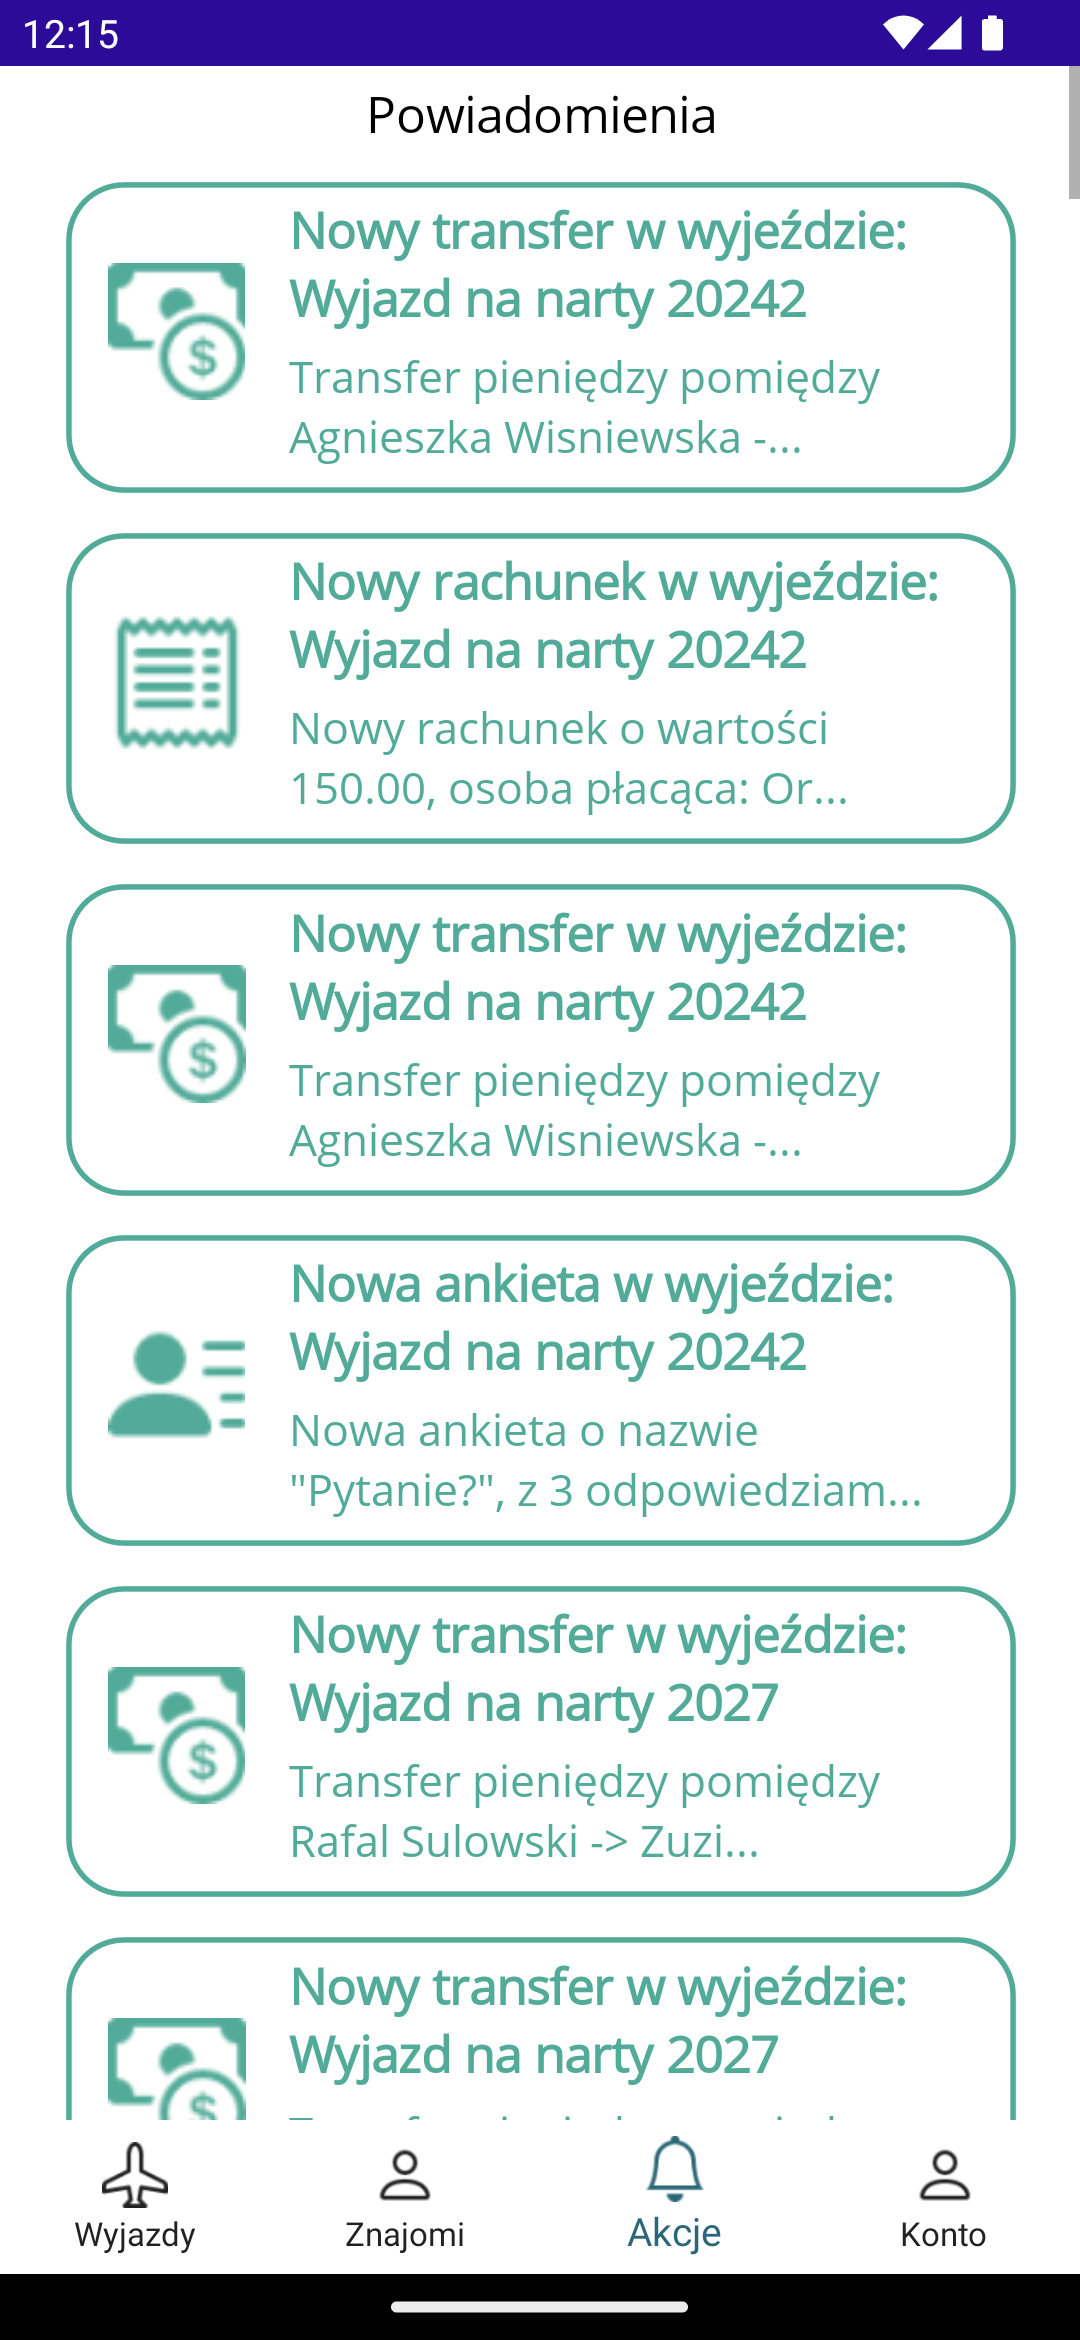 12:15
Powiadomienia
Nowy transfer w wyjeździe:
Wyjazd na narty 20242
Transfer pieniędzy pomiędzy
Agnieszka Wisniewska -...
Nowy rachunek w wyjeździe:
Wyjazd na narty 20242
Nowy rachunek o wartości
150.00, osoba płacąca: Or...
Nowy transfer w wyjeździe:
Wyjazd na narty 20242
Transfer pieniędzy pomiędzy
Agnieszka Wisniewska -...
Nowa ankieta w wyjeździe:
Wyjazd na narty 20242
Nowa ankieta o nazwie
"Pytanie?", z 3 odpowiedziam...
Nowy transfer w wyjeździe:
Wyjazd na narty 2027
Transfer pieniędzy pomiędzy
Rafal Sulowski -> Zuzi...
Nowy transfer w wyjeździe:
Wyjazd na narty 2027
Wyjazdy
Znajomi
Akcje
Konto